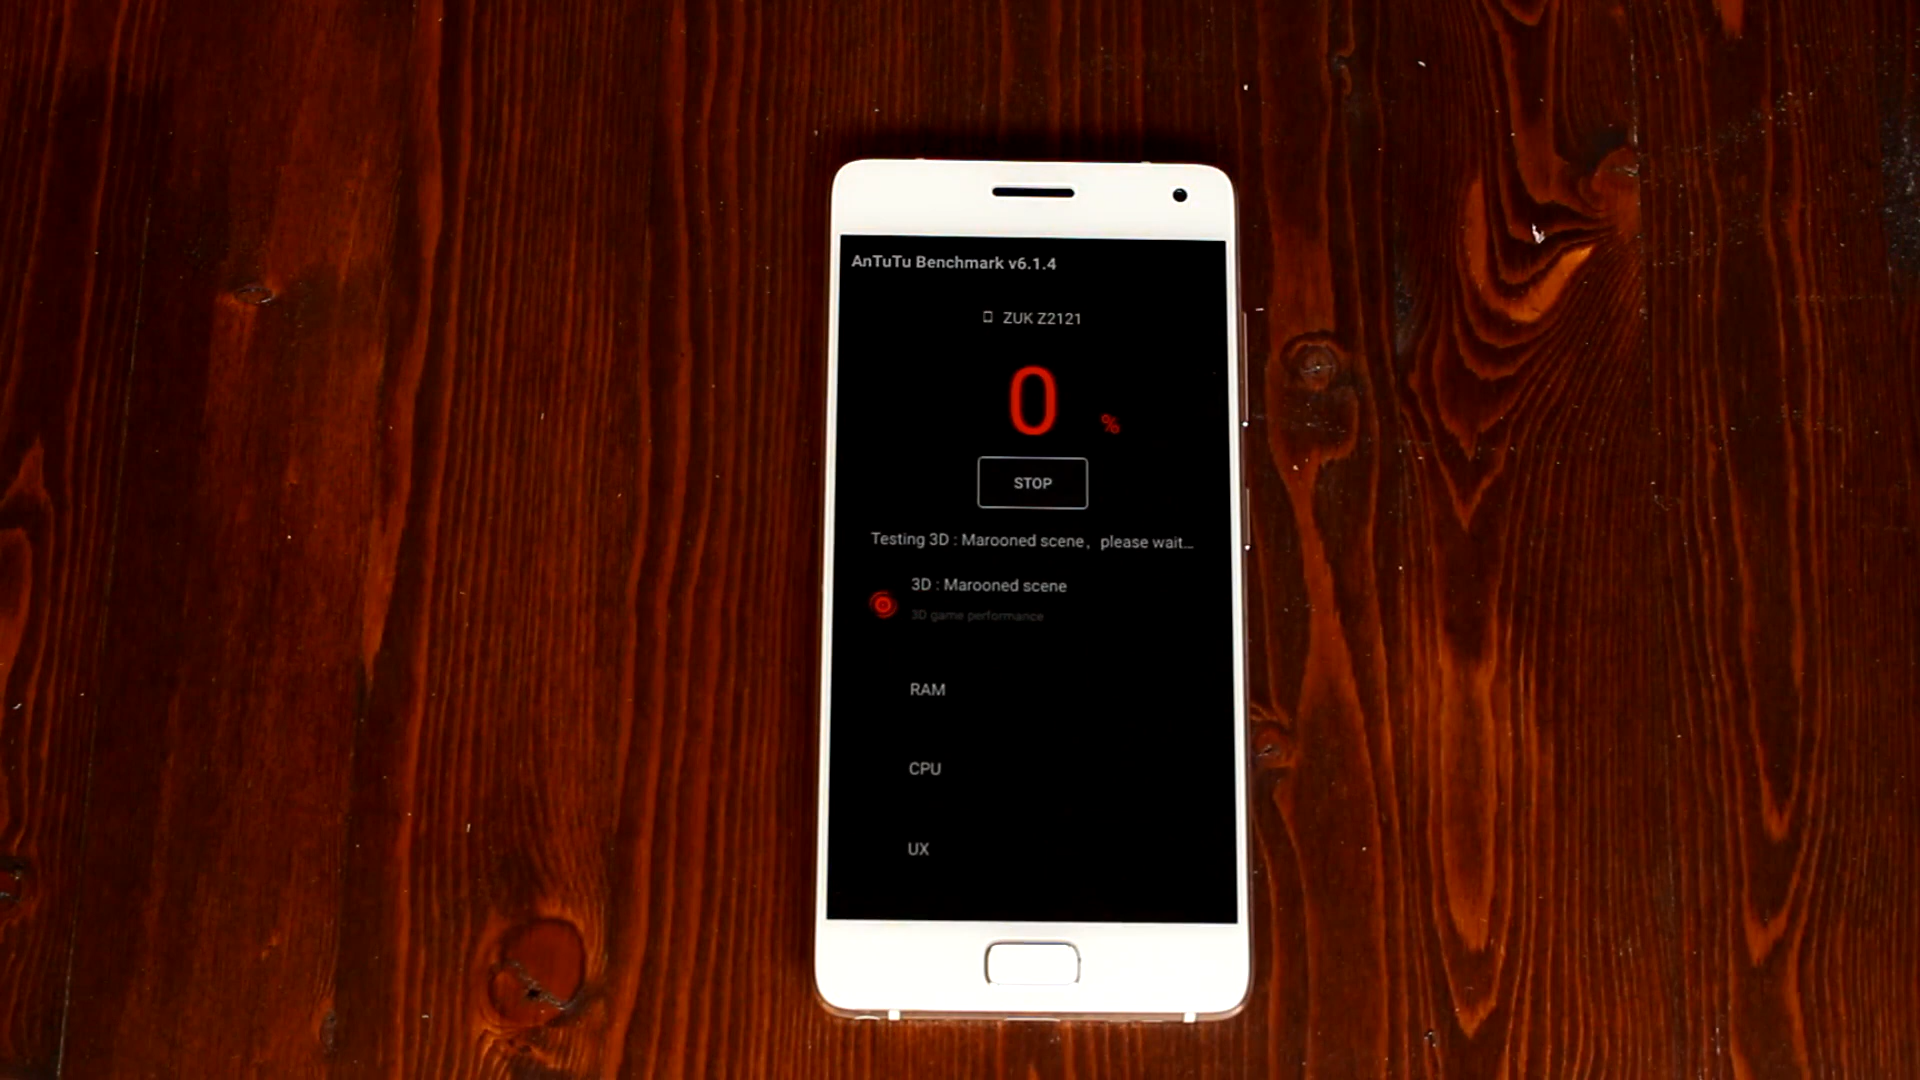 AnTuTu Benchmark v6.1.4
ZUK Z2121
0 %
STOP
Testing 3D : Marooned scene, please wait...
3D : Marooned scene
3D game performance
RAM
CPU
UX